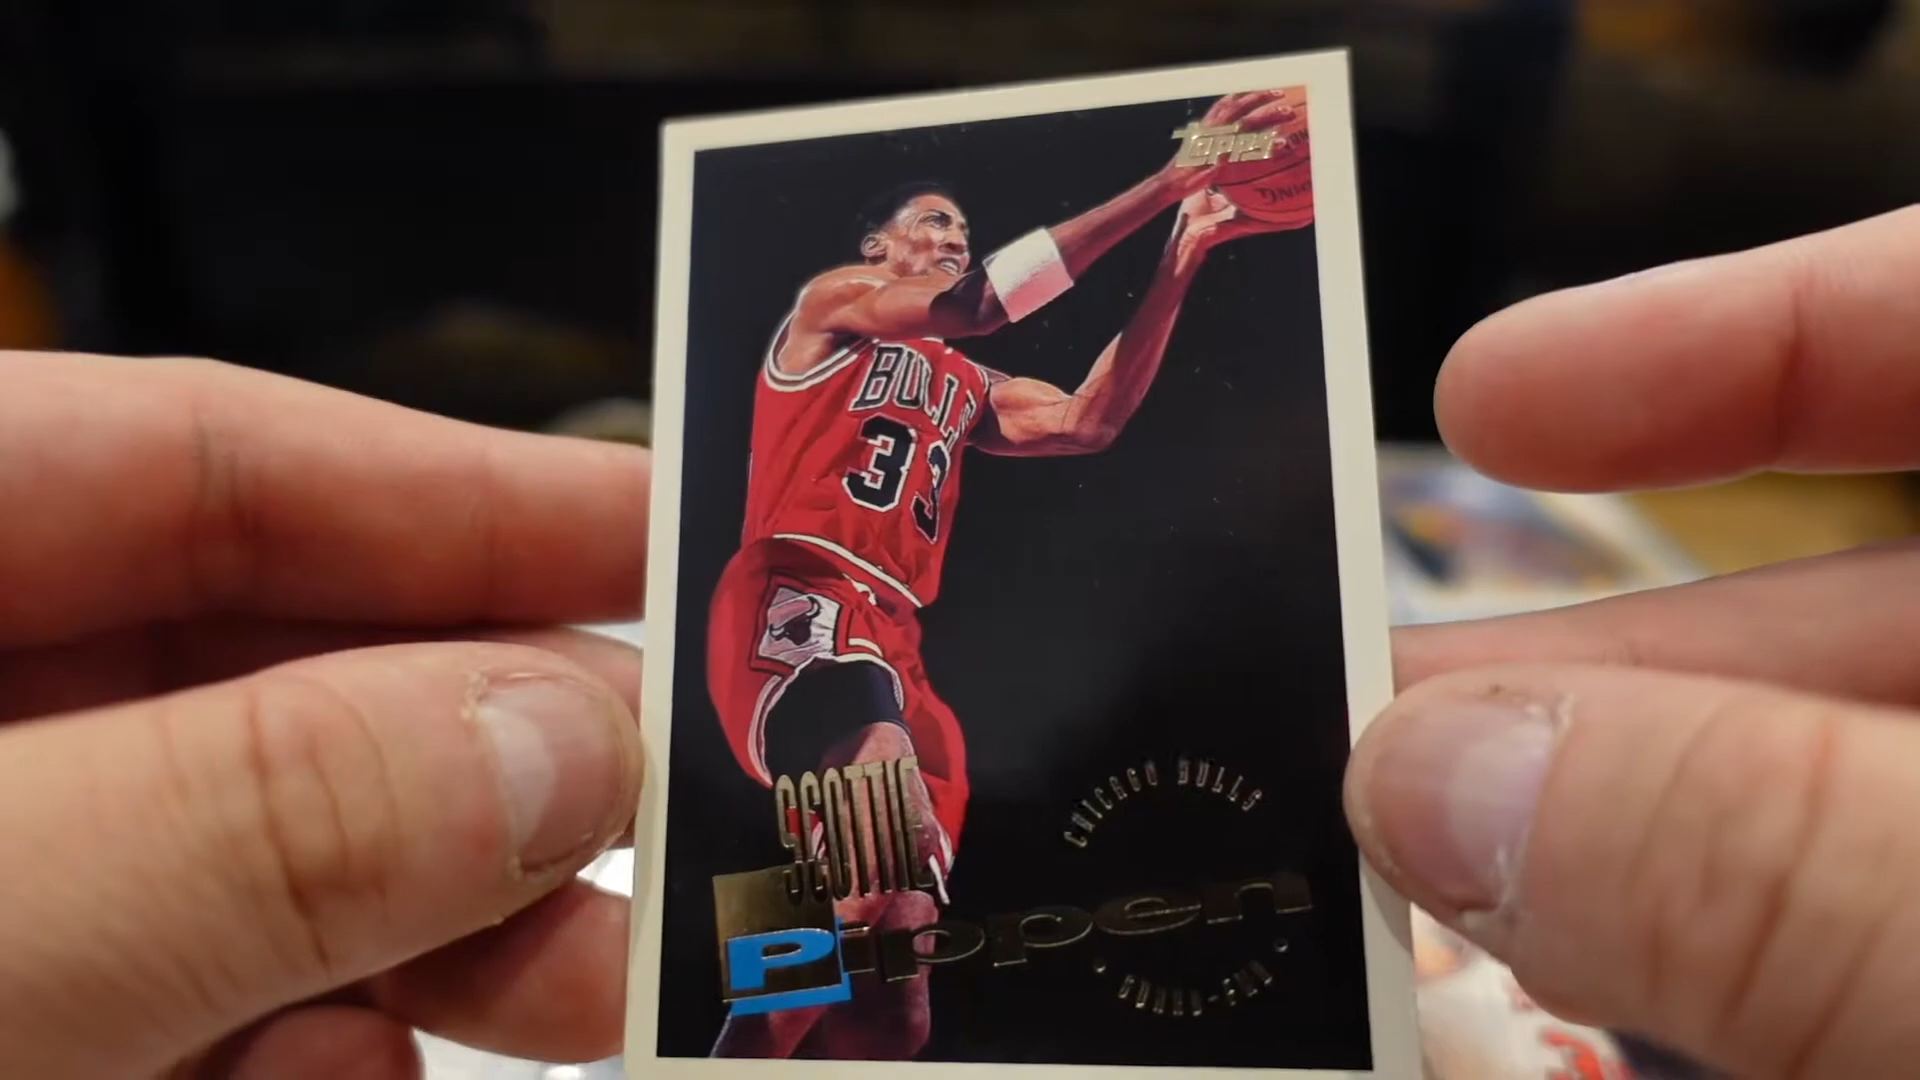 Topps
BULLS
33
SCOTTIE
Pippen
CHICAGO BULLS
• GUARD-FWD •